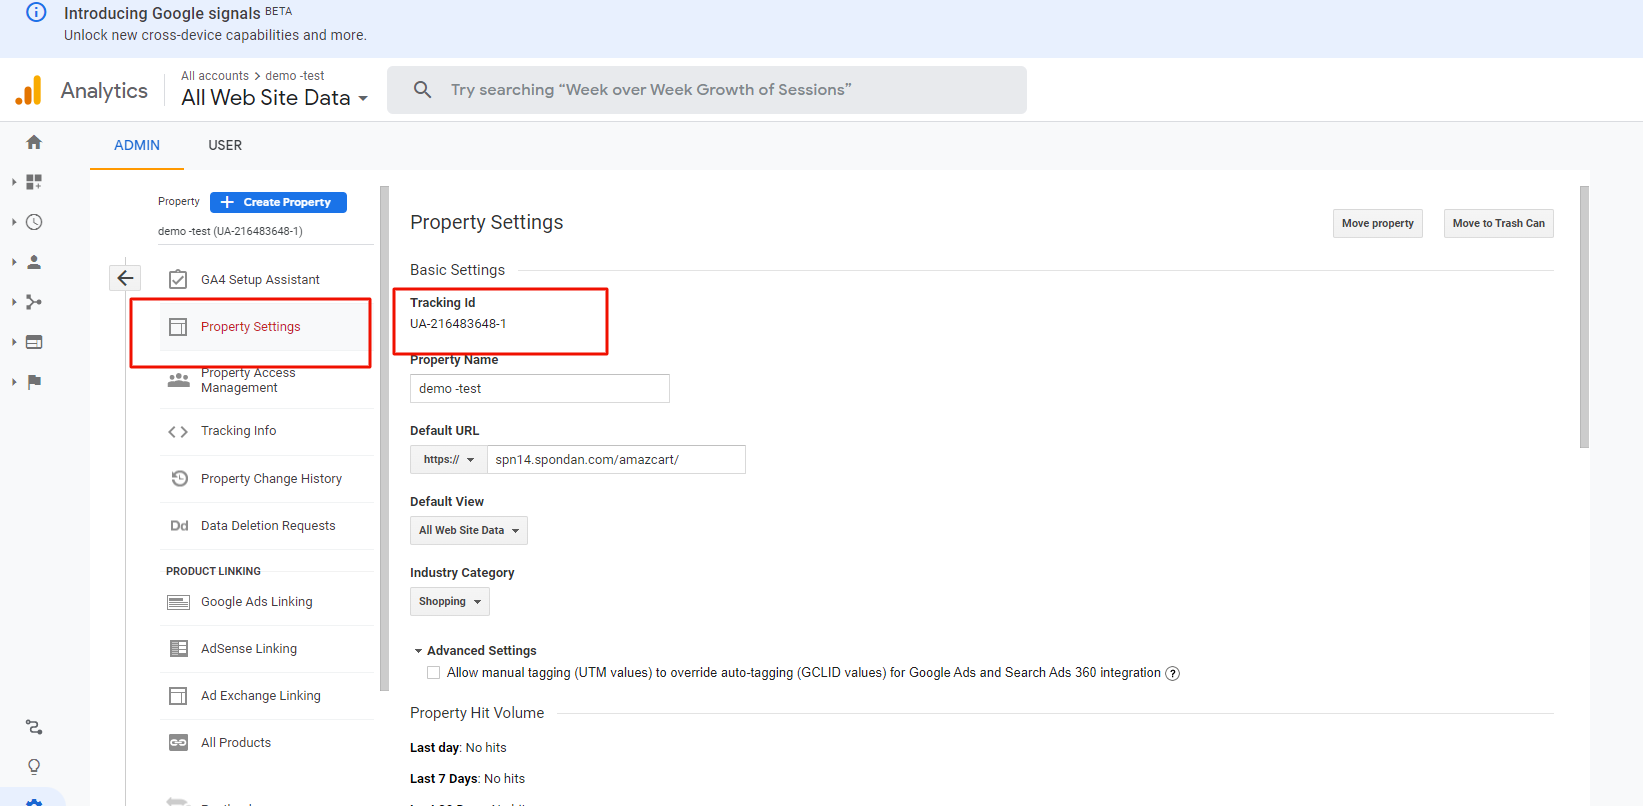 Introducing Google signals BETA
Unlock new cross-device capabilities and more.
Analytics
All accounts > demo -test
All Web Site Data
Try searching “Week over Week Growth of Sessions”
ADMIN USER
Property + Create Property
demo -test (UA-216483648-1)
GA4 Setup Assistant
Property Settings
Property Access
Management
Tracking Info
Property Change History
Dd Data Deletion Requests
PRODUCT LINKING
Google Ads Linking
AdSense Linking
Ad Exchange Linking
All Products
Property Settings
Move property Move to Trash Can
Basic Settings
Tracking Id
UA-216483648-1
Property Name
demo -test
Default URL
https:// spn14.spondan.com/amazcart/
Default View
All Web Site Data
Industry Category
Shopping
Advanced Settings
Allow manual tagging (UTM values) to override auto-tagging (GCLID values) for Google Ads and Search Ads 360 integration ?
Property Hit Volume
Last day: No hits
Last 7 Days: No hits